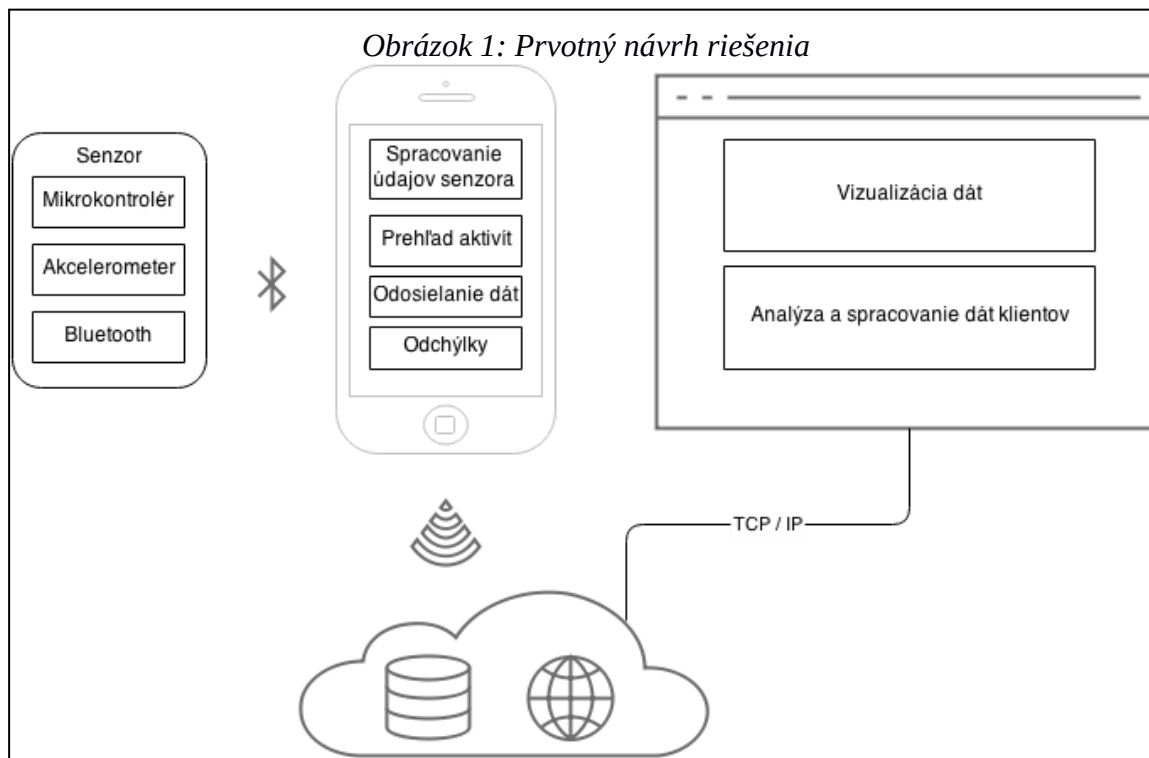 Obrázok 1: Prvotný návrh riešenia
Senzor
Mikrokontrolér
Akcelerometer
Bluetooth
Spracovanie
údajov senzora
Prehľad aktivít
Odosielanie dát
Odchýlky
Vizualizácia dát
Analýza a spracovanie dát klientov
TCP / IP